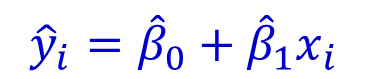 ŷᵢ = β̂₀ + β̂₁xᵢ